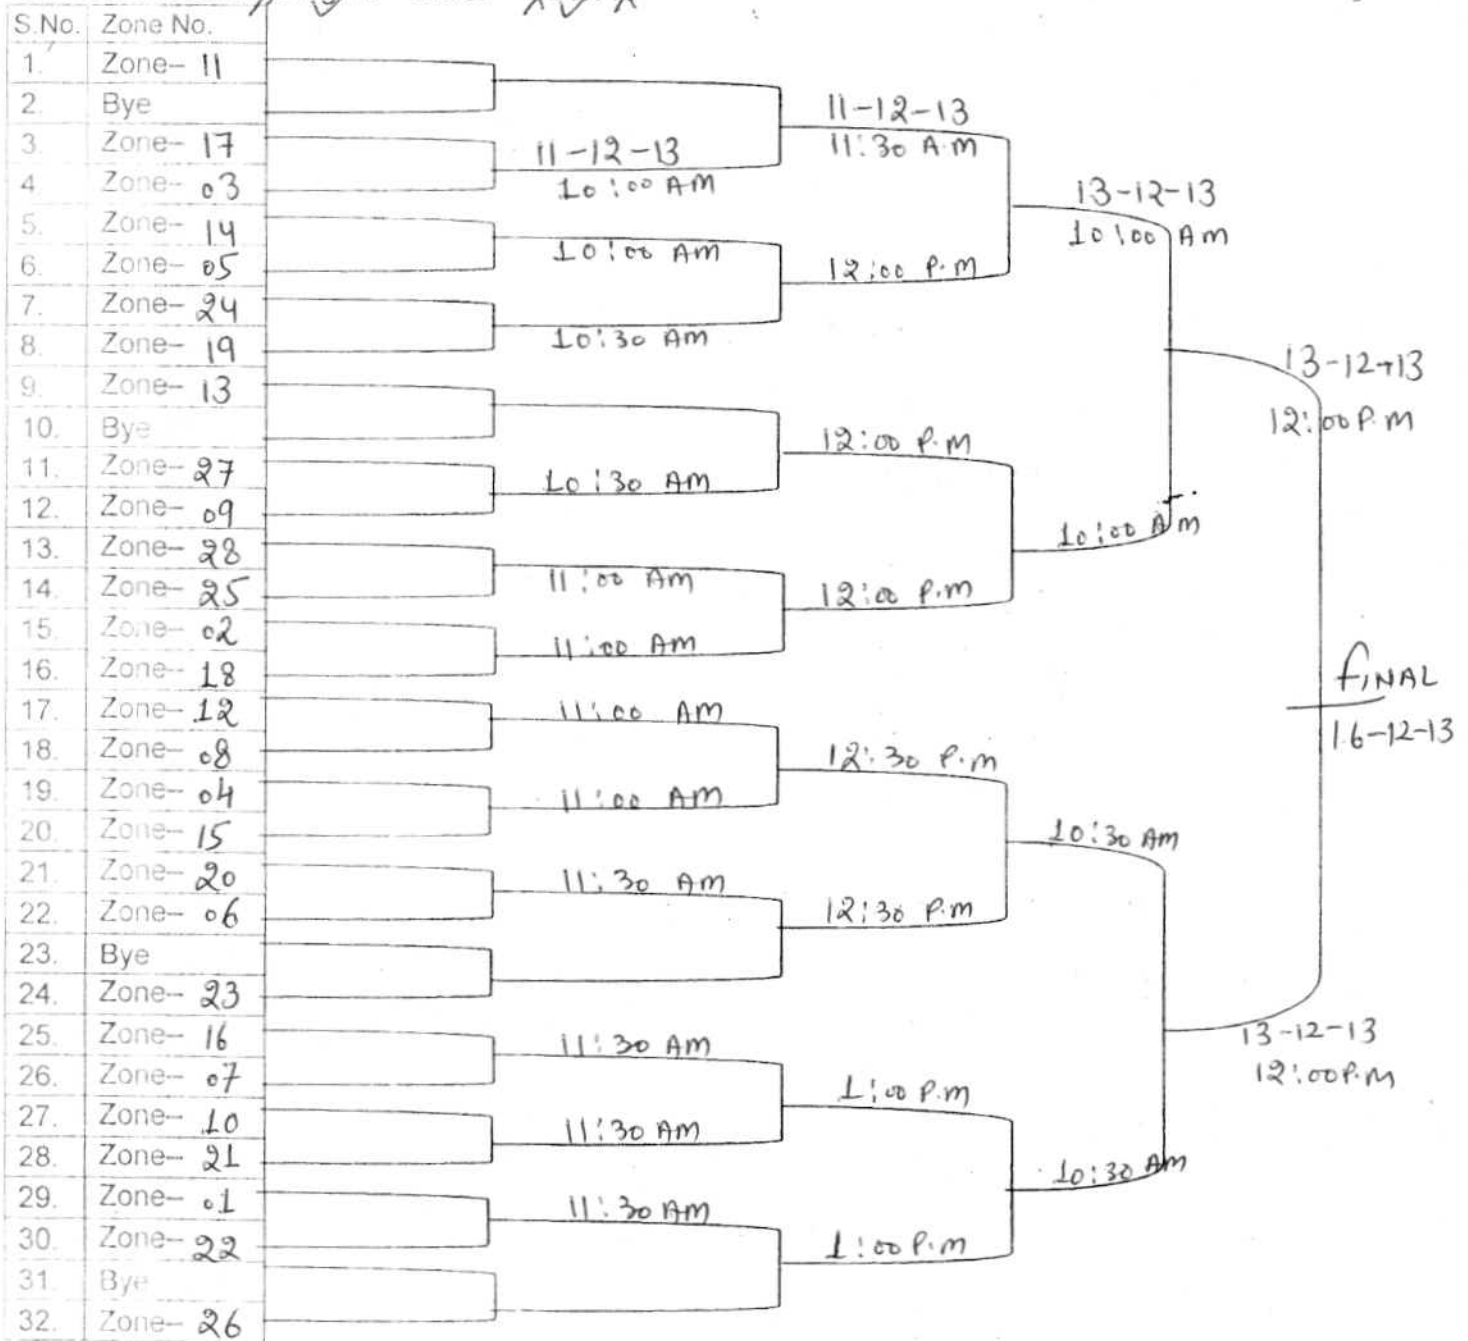 S.No. Zone No.
1. Zone- 11
2. Bye
3. Zone- 17
4 Zone- 03
5. Zone- 14
6. Zone- 05
7. Zone- 24
8. Zone- 19
9. Zone- 13
10. Bye
11. Zone- 27
12. Zone- 09
13. Zone- 28
14. Zone- 25
15. Zone- 02
16. Zone- 18
17. Zone- 12
18. Zone- 08
19. Zone- 04
20. Zone- 15
21. Zone- 20
22. Zone- 06
23. Bye
24. Zone- 23
25. Zone- 16
26. Zone- 07
27. Zone- 10
28. Zone- 21
29. Zone- 01
30. Zone- 22
31. Bye
32. Zone- 26
11-12-13
10:00 AM
10:00 AM
10:30 AM
10:30 AM
11:00 AM
11:00 AM
11:00 AM
11:00 AM
11:30 AM
11:30 AM
11:30 AM
11:30 AM
11-12-13
11:30 A.M
12:00 P.M
12:00 P.M
12:00 P.M
12:30 P.M
12:30 P.M
1:00 P.M
1:00 P.M
13-12-13
10:00 AM
10:00 AM
10:30 AM
10:30 AM
13-12-13
12:00 P.M
13-12-13
12:00 P.M
FINAL
16-12-13